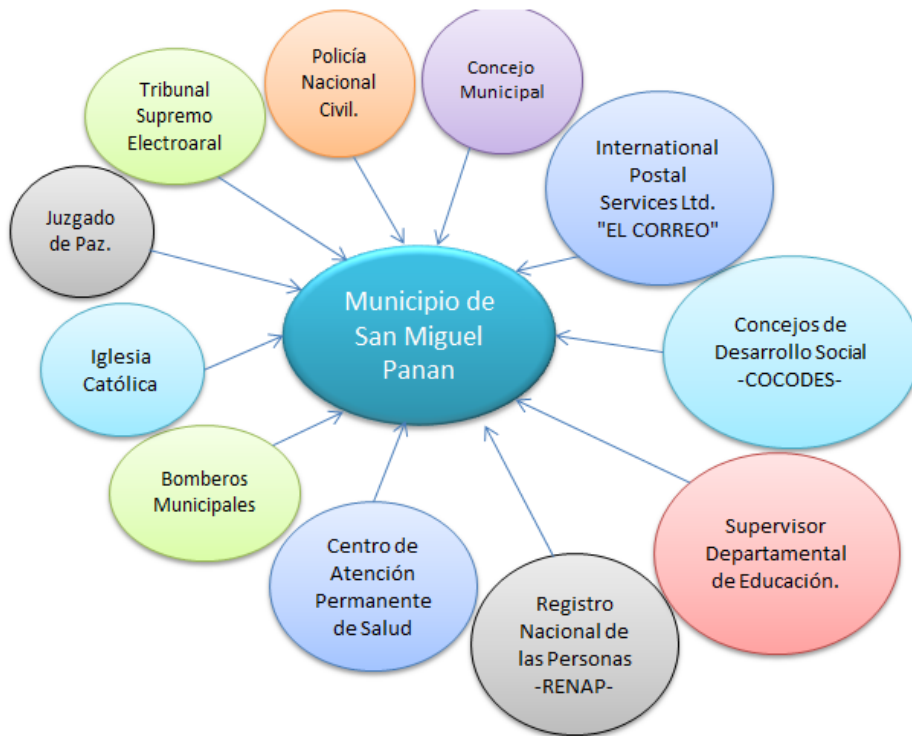 Policía
Nacional
Civil.
Concejo
Municipal
Tribunal
Supremo
Electroaral
International
Postal
Services Ltd.
"EL CORREO"
Juzgado
de Paz.
Municipio de
San Miguel
Panan
Concejos de
Desarrollo Social
-COCODES-
Iglesia
Católica
Bomberos
Municipales
Supervisor
Departamental
de Educación.
Centro de
Atención
Permanente
de Salud
Registro
Nacional de
las Personas
-RENAP-